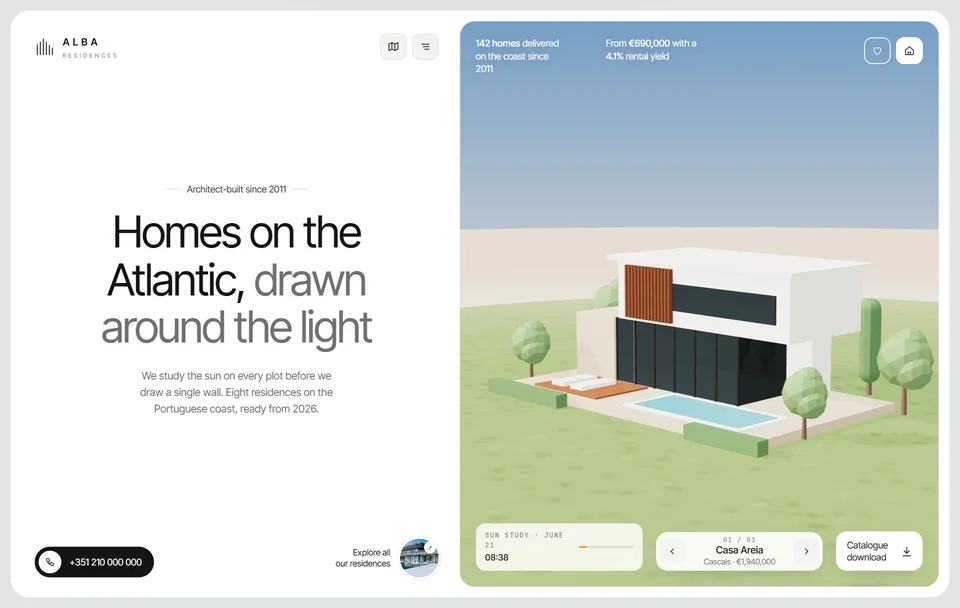 ALBA
RESIDENCES
Architect-built since 2011
Homes on the
Atlantic, drawn
around the light
We study the sun on every plot before we
draw a single wall. Eight residences on the
Portuguese coast, ready from 2026.
+351 210 000 000
Explore all
our residences
142 homes delivered
on the coast since
2011
From €690,000 with a
4.1% rental yield
SUN STUDY · JUNE
21
08:38
01 / 03
Casa Areia
Cascais · €1,940,000
Catalogue
download